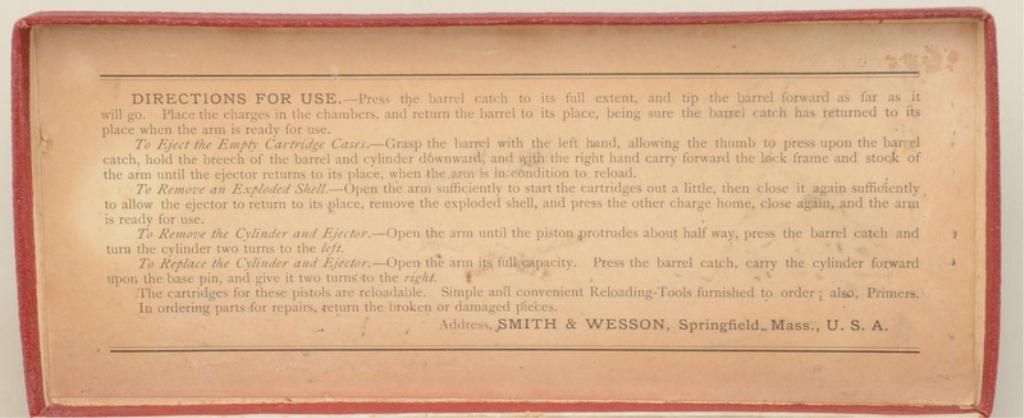 DIRECTIONS FOR USE.—Press the barrel catch to its full extent, and tip the barrel forward as far as it
will go. Place the charges in the chambers, and return the barrel to its place, being sure the barrel catch has returned to its
place when the arm is ready for use.
To Eject the Empty Cartridge Cases.—Grasp the barrel with the left hand, allowing the thumb to press upon the barrel
catch, hold the breech of the barrel and cylinder downward, and with the right hand carry forward the lock frame and stock of
the arm until the ejector returns to its place, when the arm is in condition to reload.
To Remove an Exploded Shell.—Open the arm sufficiently to start the cartridges out a little, then close it again sufficiently
to allow the ejector to return to its place, remove the exploded shell, and press the other charge home, close again, and the arm
is ready for use.
To Remove the Cylinder and Ejector.—Open the arm until the piston protrudes about half way, press the barrel catch and
turn the cylinder two turns to the left.
To Replace the Cylinder and Ejector.—Open the arm its full capacity. Press the barrel catch, carry the cylinder forward
upon the base pin, and give it two turns to the right.
The cartridges for these pistols are reloadable. Simple and convenient Reloading-Tools furnished to order; also, Primers.
In ordering parts for repairs, return the broken or damaged pieces.
Address, SMITH & WESSON, Springfield, Mass., U. S. A.